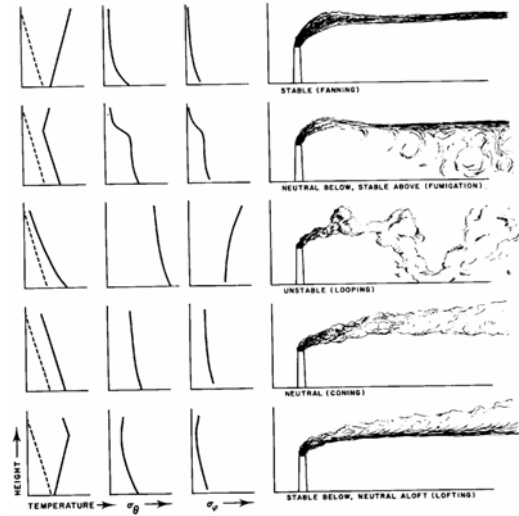 STABLE (FANNING)
NEUTRAL BELOW, STABLE ABOVE (FUMIGATION)
UNSTABLE (LOOPING)
NEUTRAL (CONING)
STABLE BELOW, NEUTRAL ALOFT (LOFTING)
HEIGHT
TEMPERATURE σθ σφ